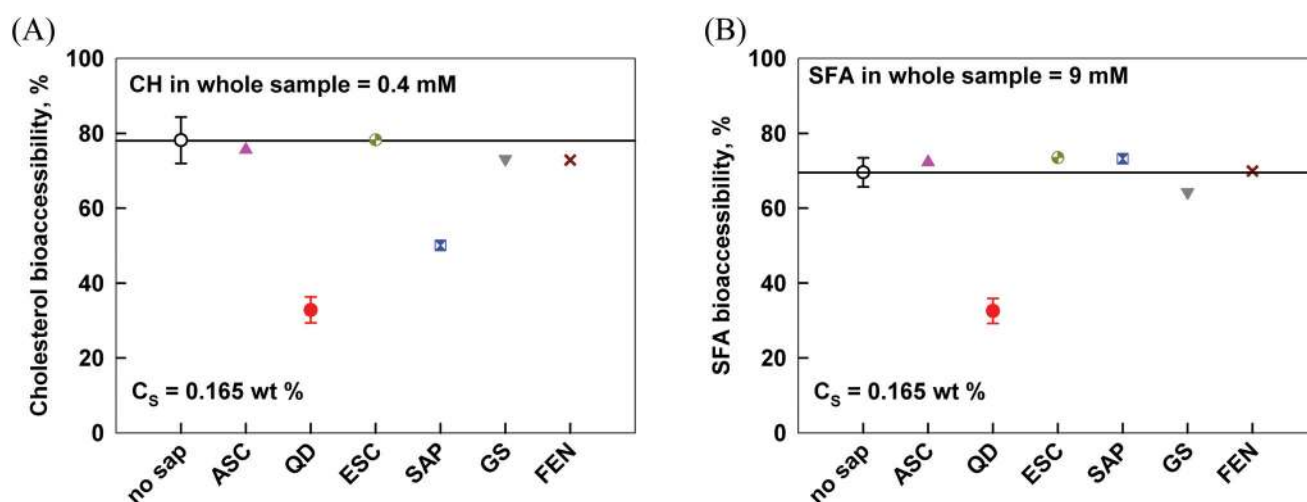 (A)
Cholesterol bioaccessibility, %
100
80
60
40
20
0
CH in whole sample = 0.4 mM
CS = 0.165 wt %
no sap ASC QD ESC SAP GS FEN
(B)
SFA bioaccessibility, %
100
80
60
40
20
0
SFA in whole sample = 9 mM
CS = 0.165 wt %
no sap ASC QD ESC SAP GS FEN